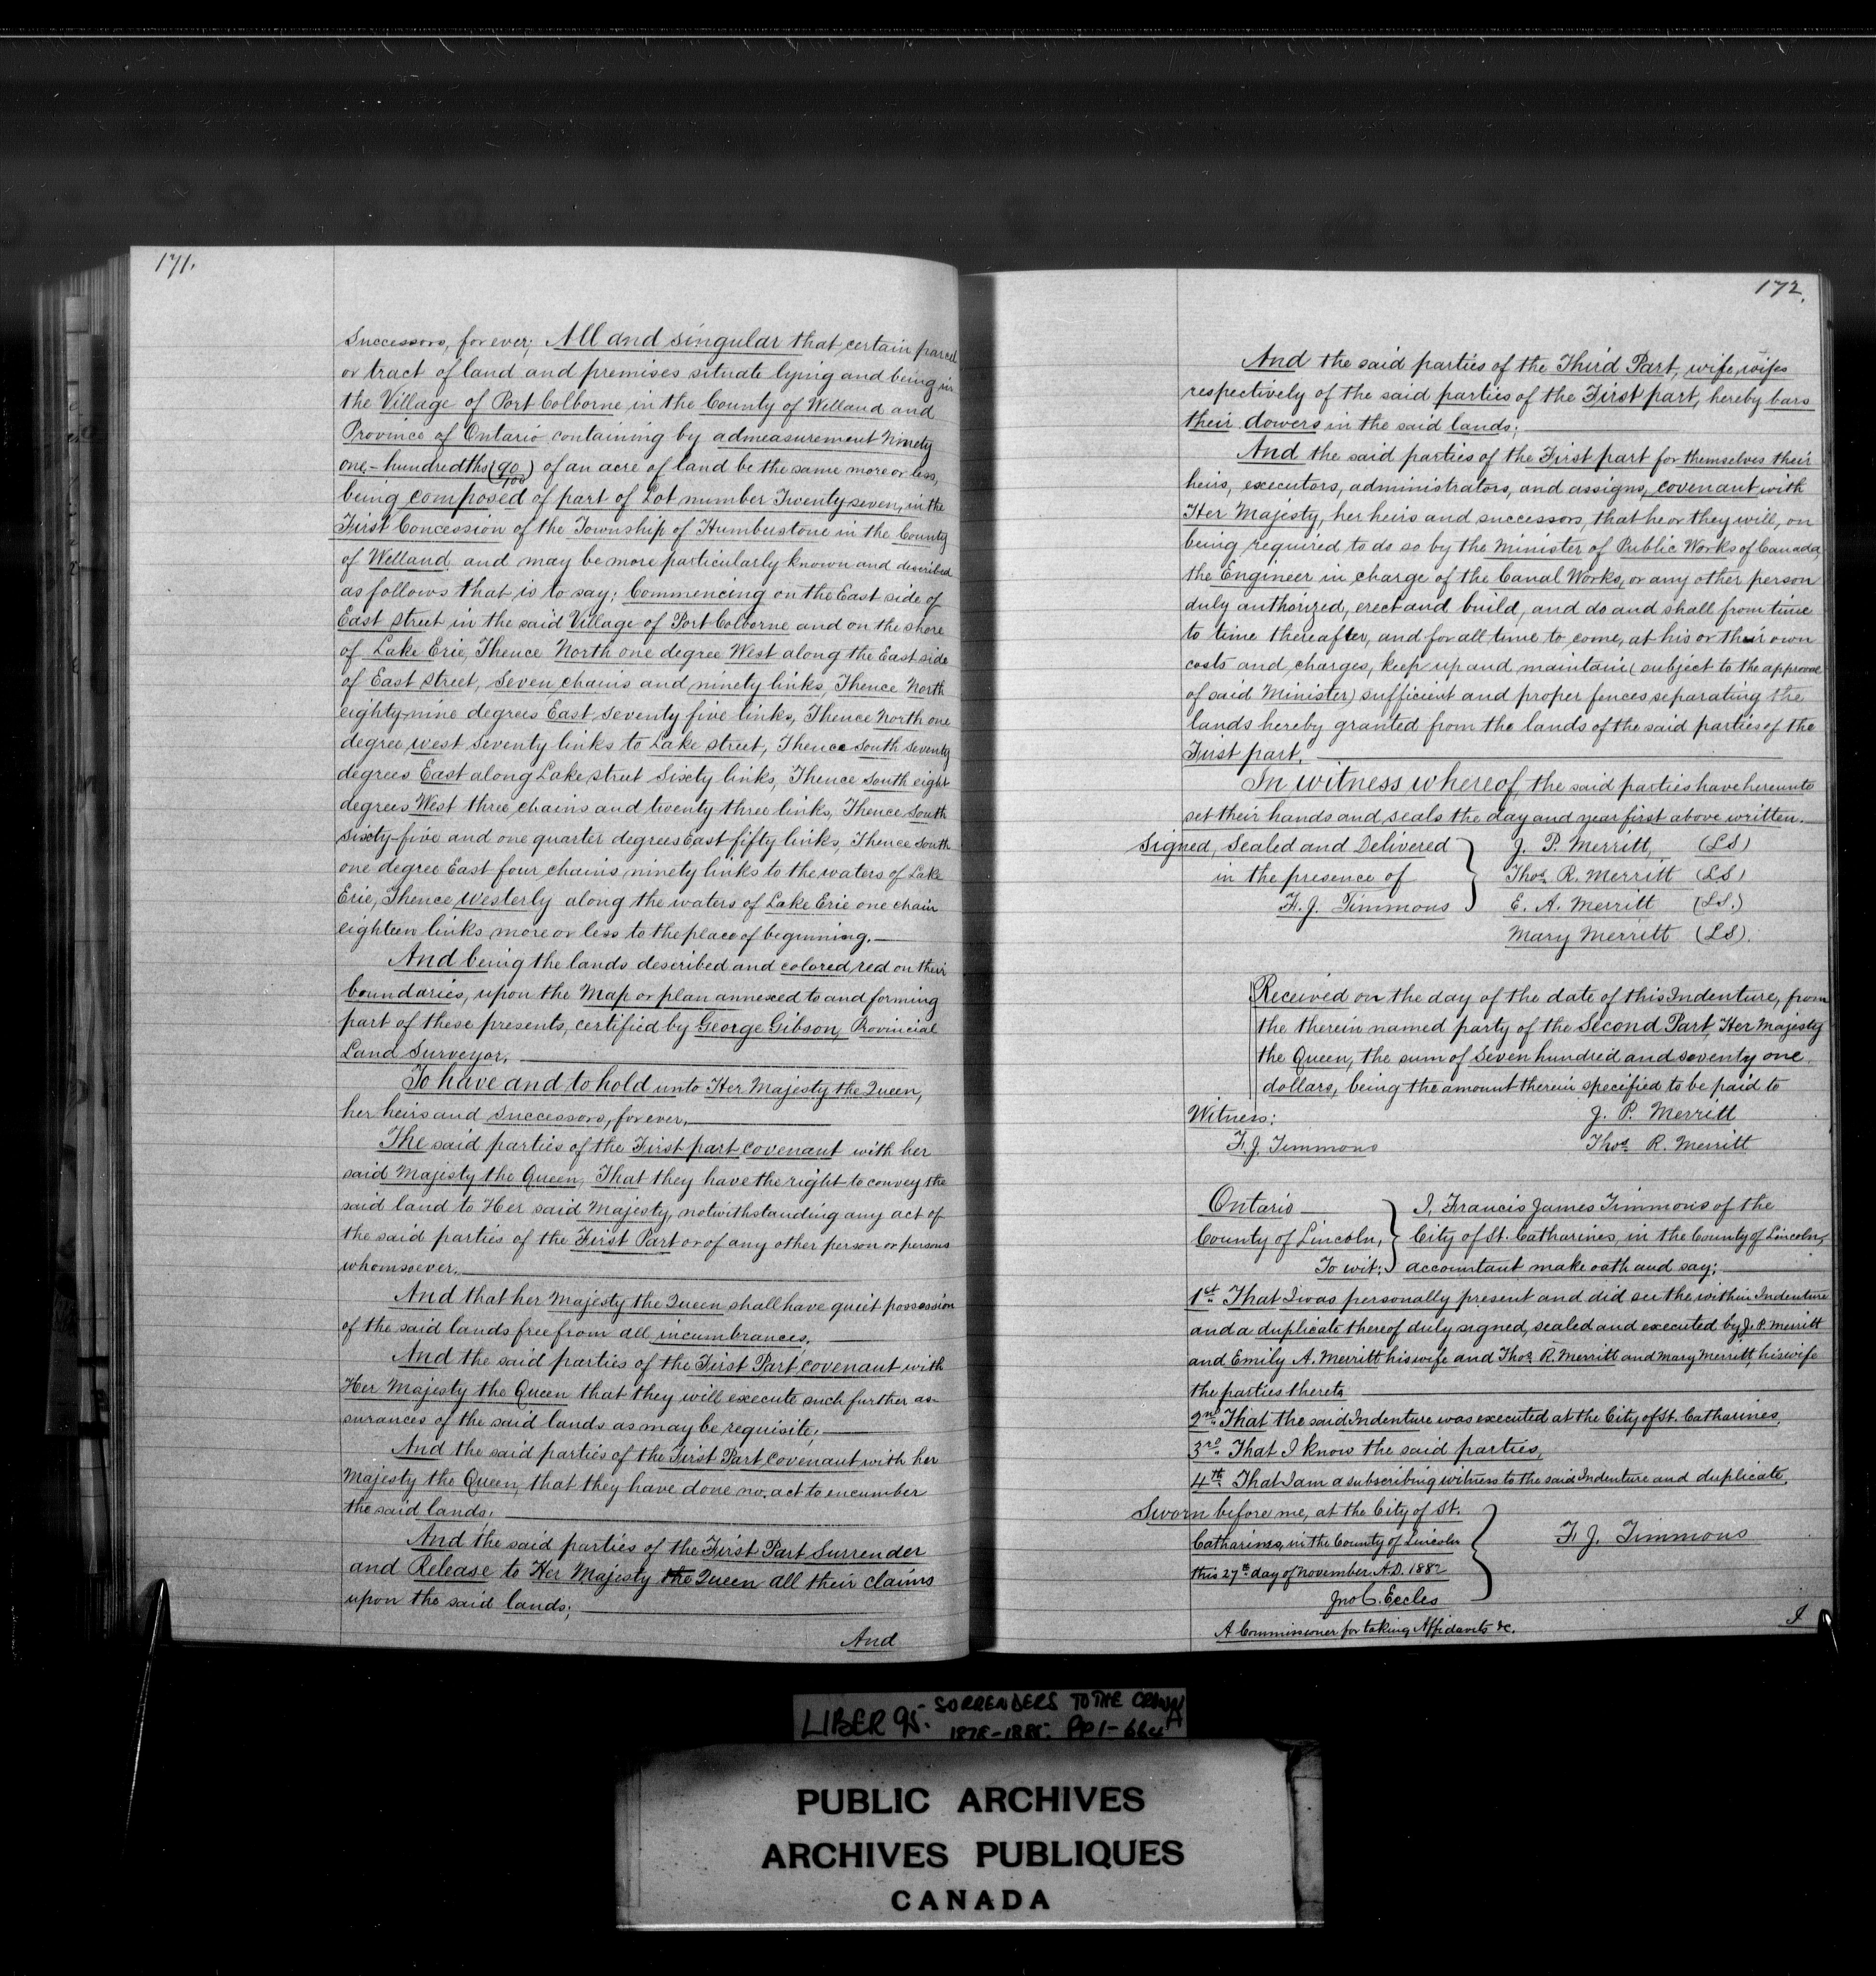 171.
Successors, for ever; All and singular that certain parcel
or tract of land and premises situate lying and being in
the Village of Port Colborne in the County of Welland and
Province of Ontario containing by admeasurement Ninety
one-hundredths (90/100) of an acre of land be the same more or less,
being composed of part of Lot number Twenty seven, in the
First Concession of the Township of Humberstone in the County
of Welland and may be more particularly known and described
as follows that is to say; Commencing on the East side of
East Street in the said Village of Port Colborne and on the shore
of Lake Erie, Thence North one degree West along the East side
of East Street, Seven chains and ninety links, Thence North
eighty nine degrees East, seventy five links, Thence North one
degree west seventy links to Lake Street, Thence South Seventy
degrees East along Lake Street Sixty links, Thence South eight
degrees West three chains and twenty three links, Thence South
sixty-five and one quarter degrees East fifty links, Thence South
one degree East four chains, ninety links to the waters of Lake
Erie, Thence Westerly along the waters of Lake Erie one chain
eighteen links more or less to the place of beginning.
And being the lands described and colored red on their
boundaries, upon the Map or plan annexed to and forming
part of these presents, certified by George Gibson, Provincial
Land Surveyor,
To have and to hold unto Her Majesty the Queen,
her heirs and Successors, for ever,
The said parties of the First part covenant with her
said Majesty the Queen, That they have the right to convey the
said land to Her said Majesty, notwithstanding any act of
the said parties of the First Part or of any other person or persons
whomsoever.
And that her Majesty the Queen shall have quiet possession
of the said lands free from all incumbrances,
And the said parties of the First Part covenant with
Her Majesty the Queen that they will execute such further as-
surances of the said lands as may be requisite;
And the said parties of the First Part, covenant with her
Majesty the Queen, that they have done no act to encumber
the said lands;
And the said parties of the First Part Surrender
and Release to Her Majesty the Queen all their claims
upon the said lands;
And
172.
And the said parties of the Third Part, wife, wifes
respectively of the said parties of the First part, hereby bars
their dowers in the said lands;
And the said parties of the First part for themselves their
heirs, executors, administrators, and assigns, covenant with
Her Majesty, her heirs and successors, that he or they will, on
being required to do so by the Minister of Public Works of Canada,
the Engineer in charge of the Canal Works, or any other person
duly authorized, erect and build, and do and shall from time
to time thereafter, and for all time to come, at his or their own
costs and charges, keep up and maintain (subject to the approval
of said Minister) sufficient and proper fences separating the
lands hereby granted from the lands of the said parties of the
First part.
In witness whereof, the said parties have hereunto
set their hands and seals the day and year first above written.
Signed, Sealed and Delivered } J. P. Merritt, (LS)
in the presence of Thos. R. Merritt (LS)
F. J. Timmons E. A. Merritt (LS.)
Mary Merritt (LS).
Received on the day of the date of this Indenture, from
the therein named party of the Second Part, Her Majesty
the Queen, the sum of Seven hundred and seventy one
dollars, being the amount therein specified to be paid to
Witness: J. P. Merritt
F. J. Timmons Thos. R. Merritt
Ontario } I, Francis James Timmons of the
County of Lincoln, City of St. Catharines, in the County of Lincoln,
To wit: accountant make oath and say;
1st That I was personally present and did see the within Indenture
and a duplicate thereof duly signed, sealed and executed by J. P. Merritt
and Emily A. Merritt his wife and Thos. R. Merritt and Mary Merritt his wife
the parties thereto
2nd That the said Indenture was executed at the City of St. Catharines,
3rd That I know the said parties,
4th That I am a subscribing witness to the said Indenture and duplicate,
Sworn before me, at the City of St.
Catharines, in the County of Lincoln } F. J. Timmons
this 27th day of November A.D. 1882
Jno C. Eccles
A Commissioner for taking Affidavits &c.
I
LIBER 95. SURRENDERS TO THE CROWN
PUBLIC ARCHIVES
ARCHIVES PUBLIQUES
CANADA